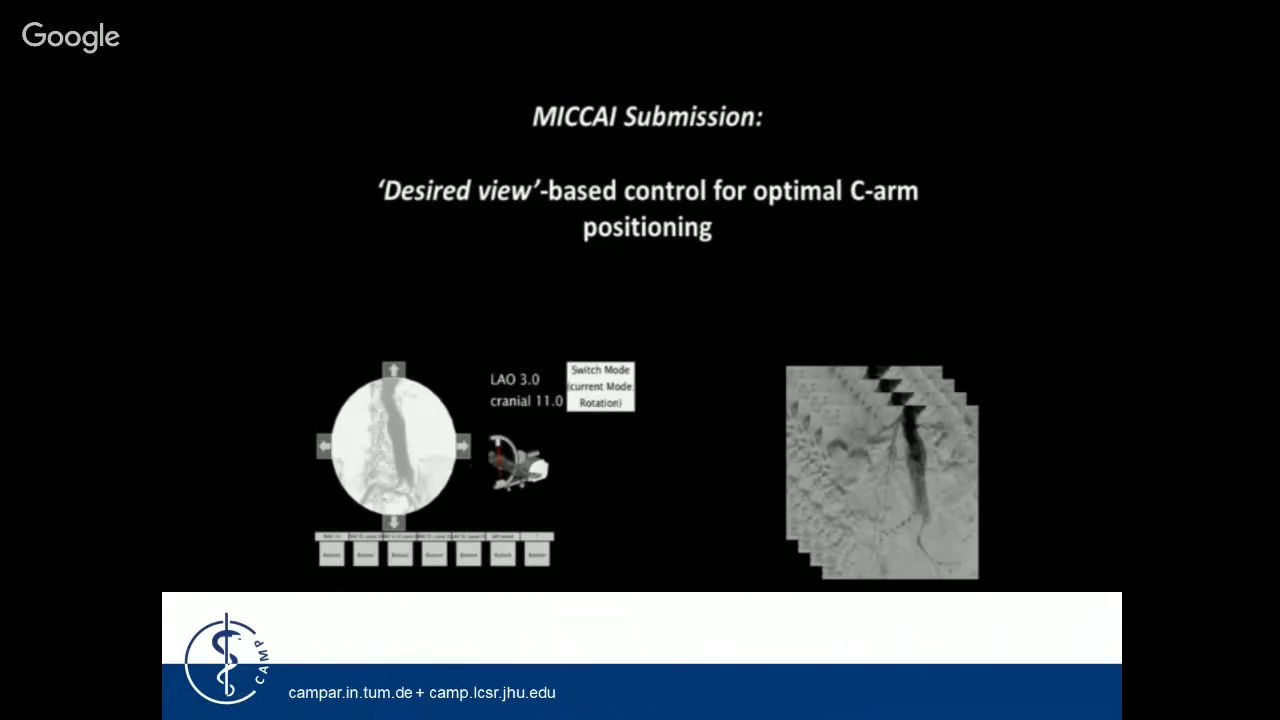 Google
MICCAI Submission:
‘Desired view’-based control for optimal C-arm
positioning
LAO 3.0
cranial 11.0
Switch Mode
(current Mode:
Rotation)
CAMP
campar.in.tum.de + camp.lcsr.jhu.edu